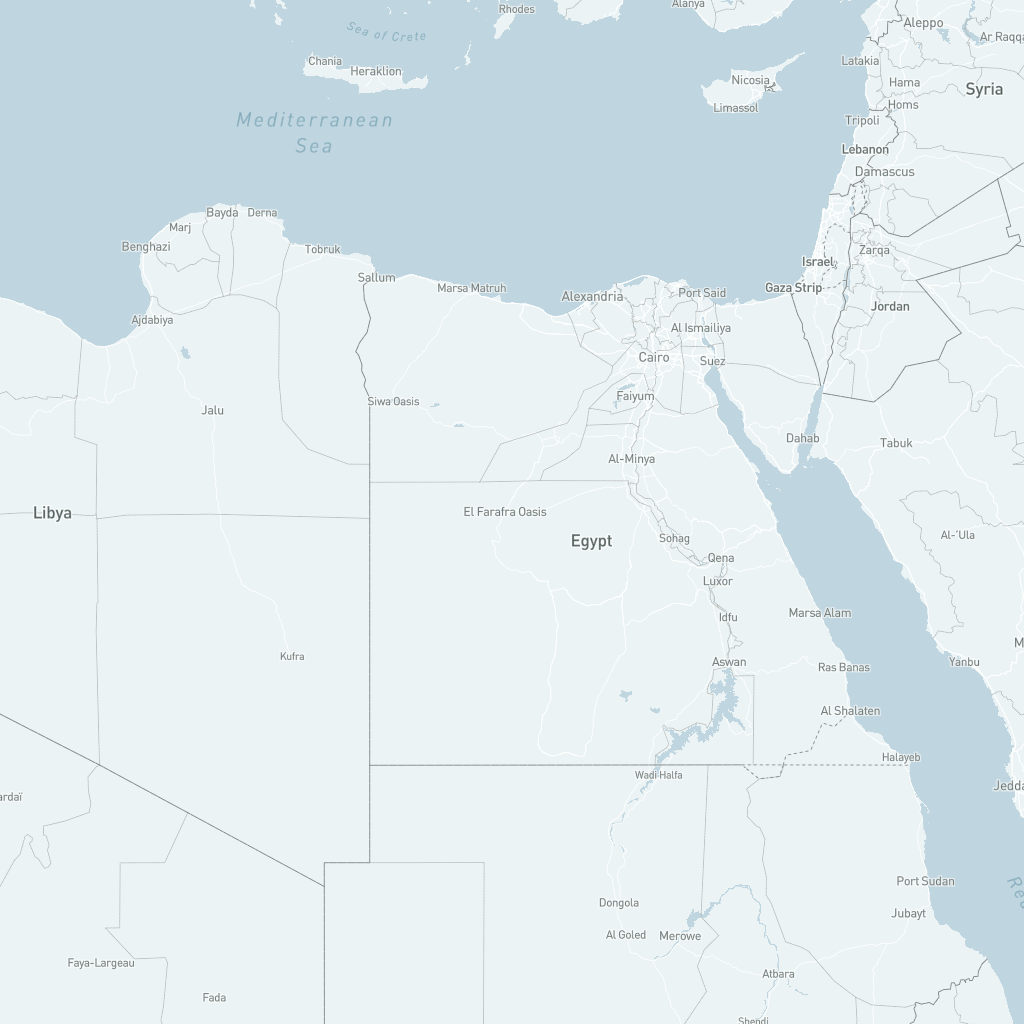 Rhodes
Alanya
Aleppo
Sea of Crete
Ar Raqqa
Chania
Latakia
Heraklion
Nicosia
Hama
Syria
Homs
Limassol
Mediterranean
Sea
Tripoli
Lebanon
Damascus
Bayda
Derna
Marj
Benghazi
Tobruk
Zarqa
Israel
Sallum
Marsa Matruh
Gaza Strip
Alexandria
Port Said
Jordan
Ajdabiya
Al Ismailiya
Cairo
Suez
Siwa Oasis
Faiyum
Jalu
Dahab
Tabuk
Al-Minya
Libya
El Farafra Oasis
Egypt
Sohag
Al-'Ula
Qena
Luxor
Marsa Alam
Idfu
Kufra
Aswan
Ras Banas
Yanbu
Al Shalaten
Halayeb
Wadi Halfa
Jedda
ardaï
Port Sudan
Dongola
Jubayt
Al Goled
Merowe
Faya-Largeau
Atbara
Fada
Shendi